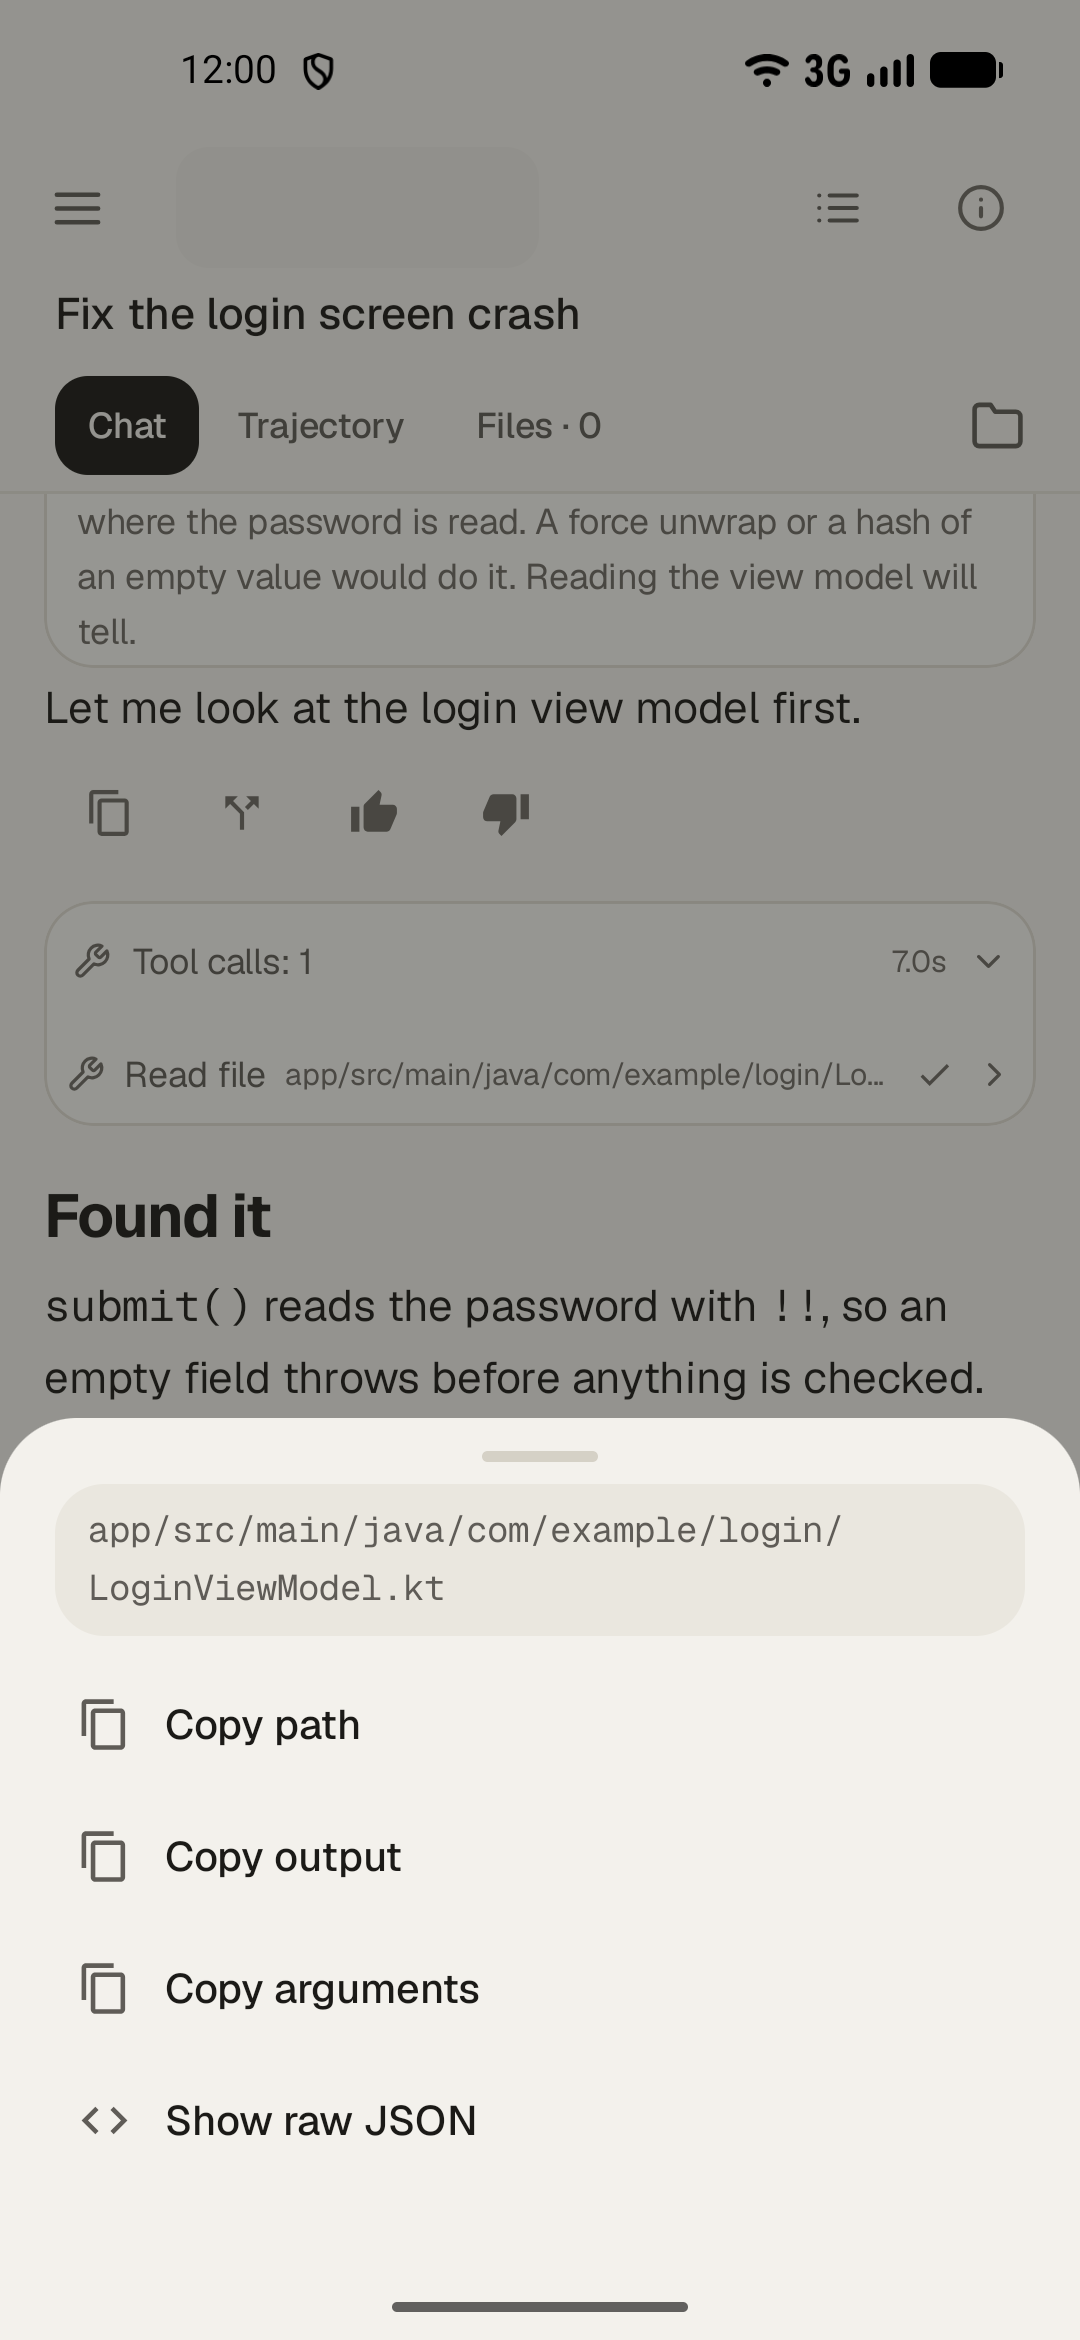 12:00
3G
Fix the login screen crash
Chat
Trajectory
Files · 0
where the password is read. A force unwrap or a hash of
an empty value would do it. Reading the view model will
tell.
Let me look at the login view model first.
Tool calls: 1
7.0s
Read file app/src/main/java/com/example/login/Lo…
Found it
submit() reads the password with !!, so an
empty field throws before anything is checked.
app/src/main/java/com/example/login/
LoginViewModel.kt
Copy path
Copy output
Copy arguments
Show raw JSON